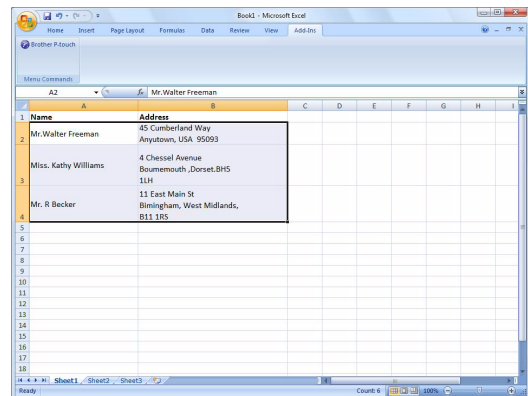 Book1 - Microsoft Excel
Home Insert Page Layout Formulas Data Review View Add-Ins
Brother P-touch
Menu Commands
A2 fx Mr.Walter Freeman
A B C D E F G H I
1 Name Address
45 Cumberland Way
2 Mr.Walter Freeman Anytown, USA 95093
4 Chessel Avenue
Miss. Kathy Williams Boumemouth ,Dorset.BH5
3 1LH
11 East Main St
Mr. R Becker Bimingham, West Midlands,
4 B11 1RS
5
6
7
8
9
10
11
12
13
14
15
16
17
18
Sheet1 Sheet2 Sheet3
Ready Count: 6 100%